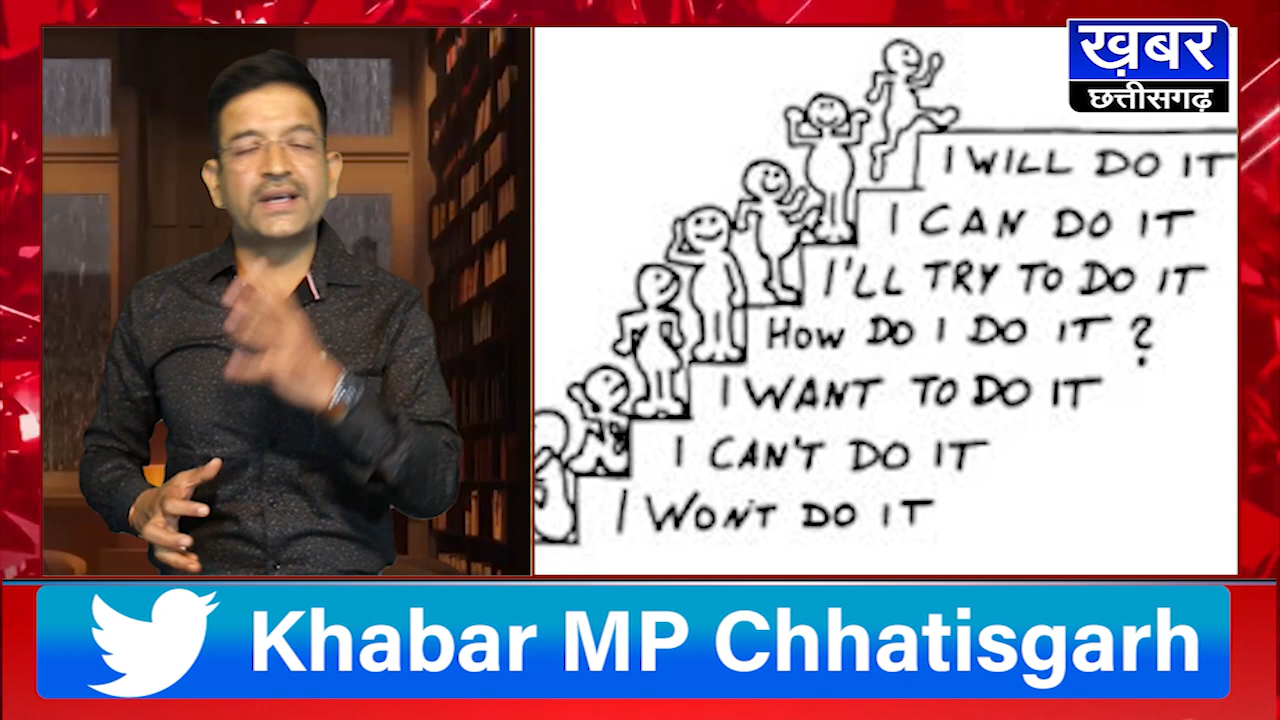 ख़बर
छत्तीसगढ़
I WILL DO IT
I CAN DO IT
I'LL TRY TO DO IT
HOW DO I DO IT ?
I WANT TO DO IT
I CAN'T DO IT
I WON'T DO IT
Khabar MP Chhatisgarh